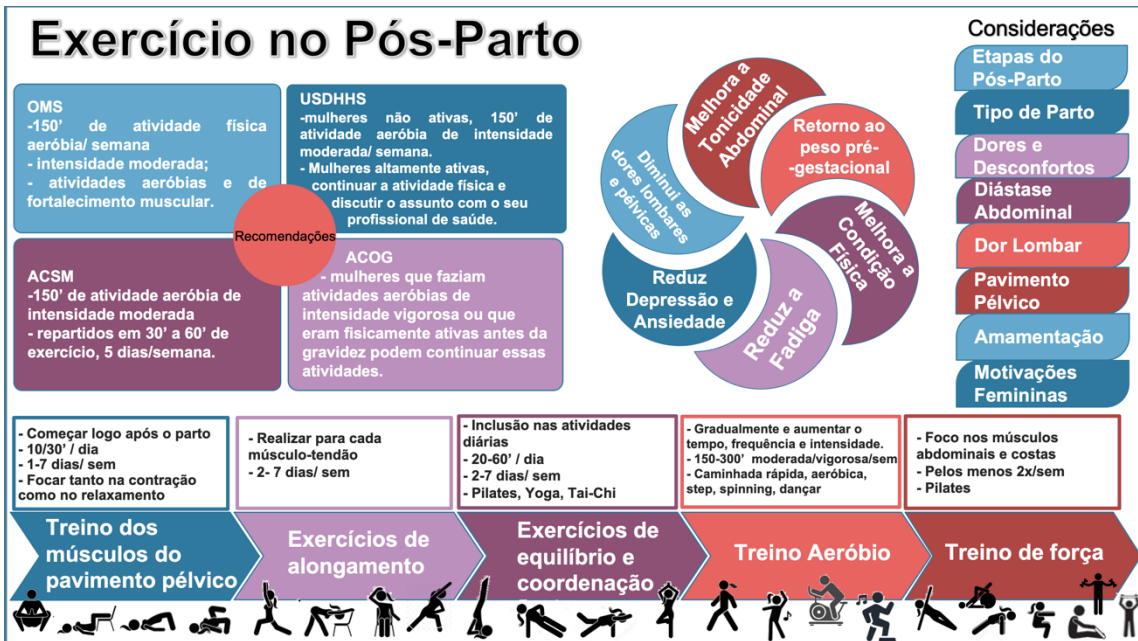 Exercício no Pós-Parto
OMS
-150’ de atividade física
aeróbia/ semana
- intensidade moderada;
- atividades aeróbias e de
fortalecimento muscular.
USDHHS
-mulheres não ativas, 150’ de
atividade aeróbia de intensidade
moderada/ semana.
- Mulheres altamente ativas,
continuar a atividade física e
discutir o assunto com o seu
profissional de saúde.
Recomendações
ACSM
-150’ de atividade aeróbia de
intensidade moderada
- repartidos em 30’ a 60’ de
exercício, 5 dias/semana.
ACOG
- mulheres que faziam
atividades aeróbias de
intensidade vigorosa ou que
eram fisicamente ativas antes da
gravidez podem continuar essas
atividades.
Melhora a
Tonicidade
Abdominal
Retorno ao
peso pré-
-gestacional
Melhora a
Condição
Física
Reduz a
Fadiga
Reduz
Depressão e
Ansiedade
Diminui as
dores lombares
e pélvicas
Considerações
Etapas do
Pós-Parto
Tipo de Parto
Dores e
Desconfortos
Diástase
Abdominal
Dor Lombar
Pavimento
Pélvico
Amamentação
Motivações
Femininas
- Começar logo após o parto
- 10/30’ / dia
- 1-7 dias/ sem
- Focar tanto na contração
como no relaxamento
Treino dos
músculos do
pavimento pélvico
- Realizar para cada
músculo-tendão
- 2- 7 dias/ sem
Exercícios de
alongamento
- Inclusão nas atividades
diárias
- 20-60’ / dia
- 2-7 dias/ sem
- Pilates, Yoga, Tai-Chi
Exercícios de
equilíbrio e
coordenação
- Gradualmente e aumentar o
tempo, frequência e intensidade.
- 150-300’ moderada/vigorosa/sem
- Caminhada rápida, aeróbica,
step, spinning, dançar
Treino Aeróbio
- Foco nos músculos
abdominais e costas
- Pelos menos 2x/sem
- Pilates
Treino de força